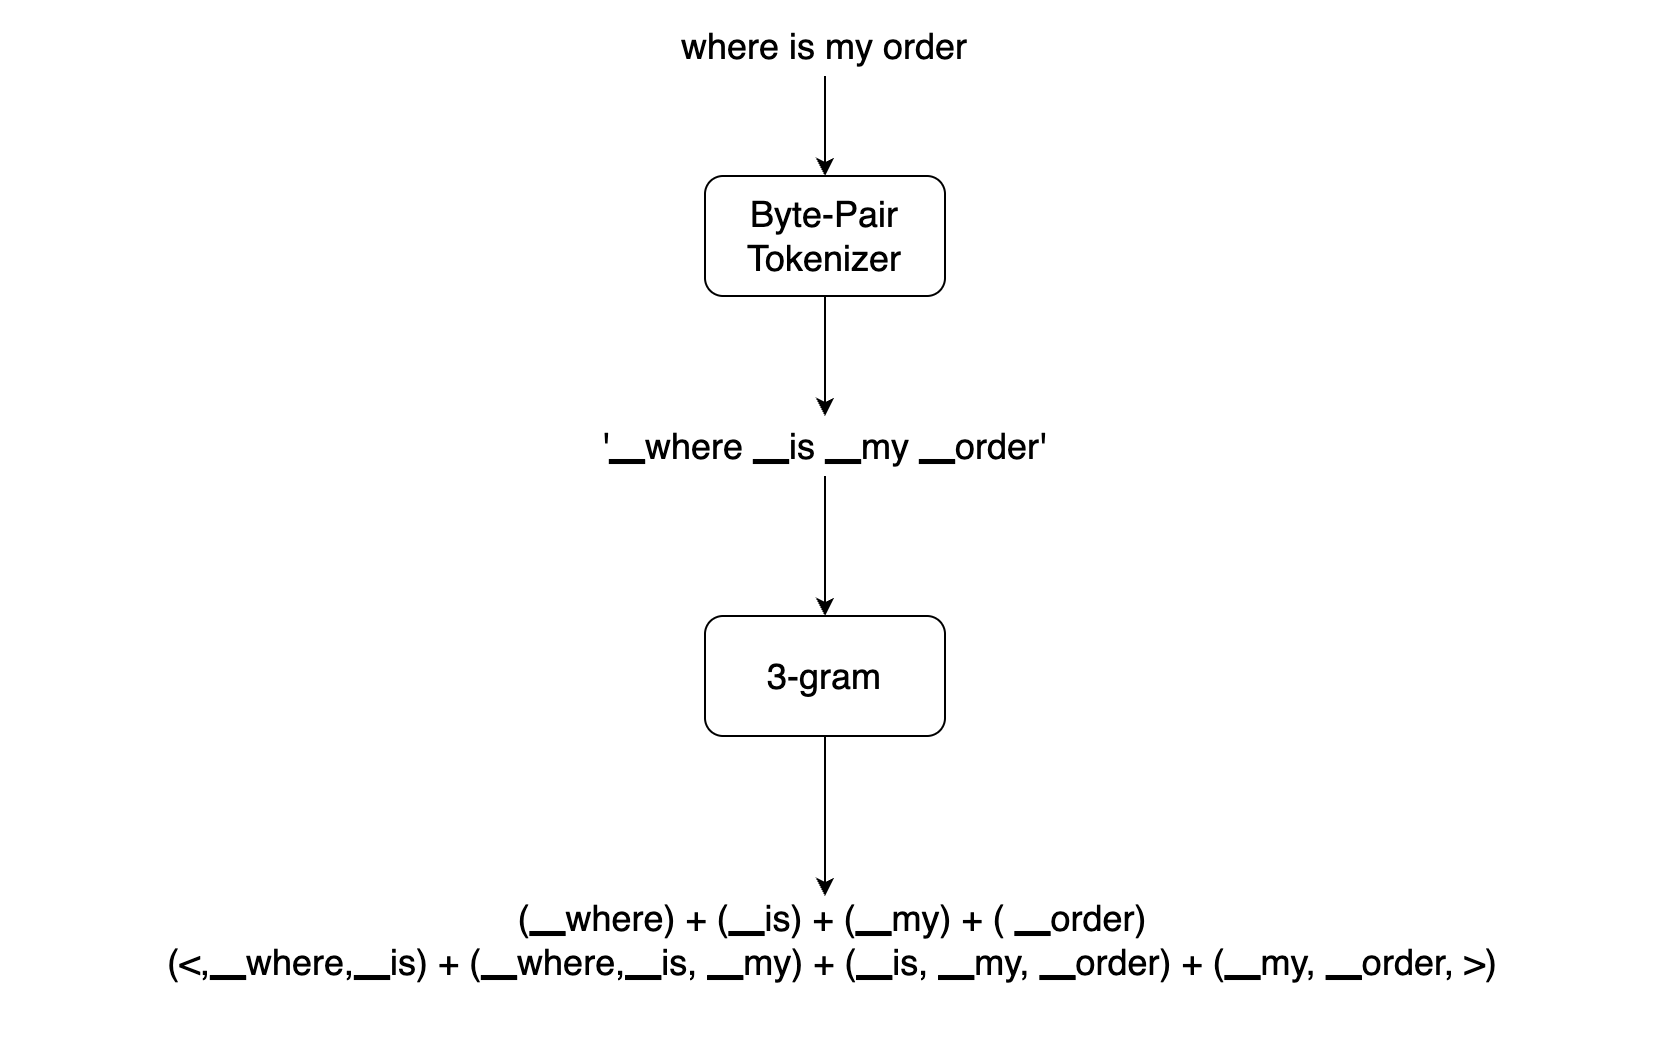 where is my order
Byte-Pair
Tokenizer
'__where __is __my __order'
3-gram
(__where) + (__is) + (__my) + ( __order)
(<,__where,__is) + (__where,__is, __my) + (__is, __my, __order) + (__my, __order, >)